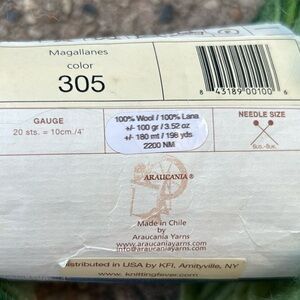 Magallanes
color
305
8 43189 00100 6
GAUGE
20 sts. = 10cm./4"
100% Wool / 100% Lana
+/- 100 gr / 3.52 oz
+/- 180 mt / 198 yds
2200 NM
NEEDLE SIZE
ARAUCANIA ®
Made in Chile
by
Araucania Yarns
www.araucaniayarns.com
info@araucaniayarns.com
istributed in USA by KFI, Amityville, NY
www.knittingfever.com